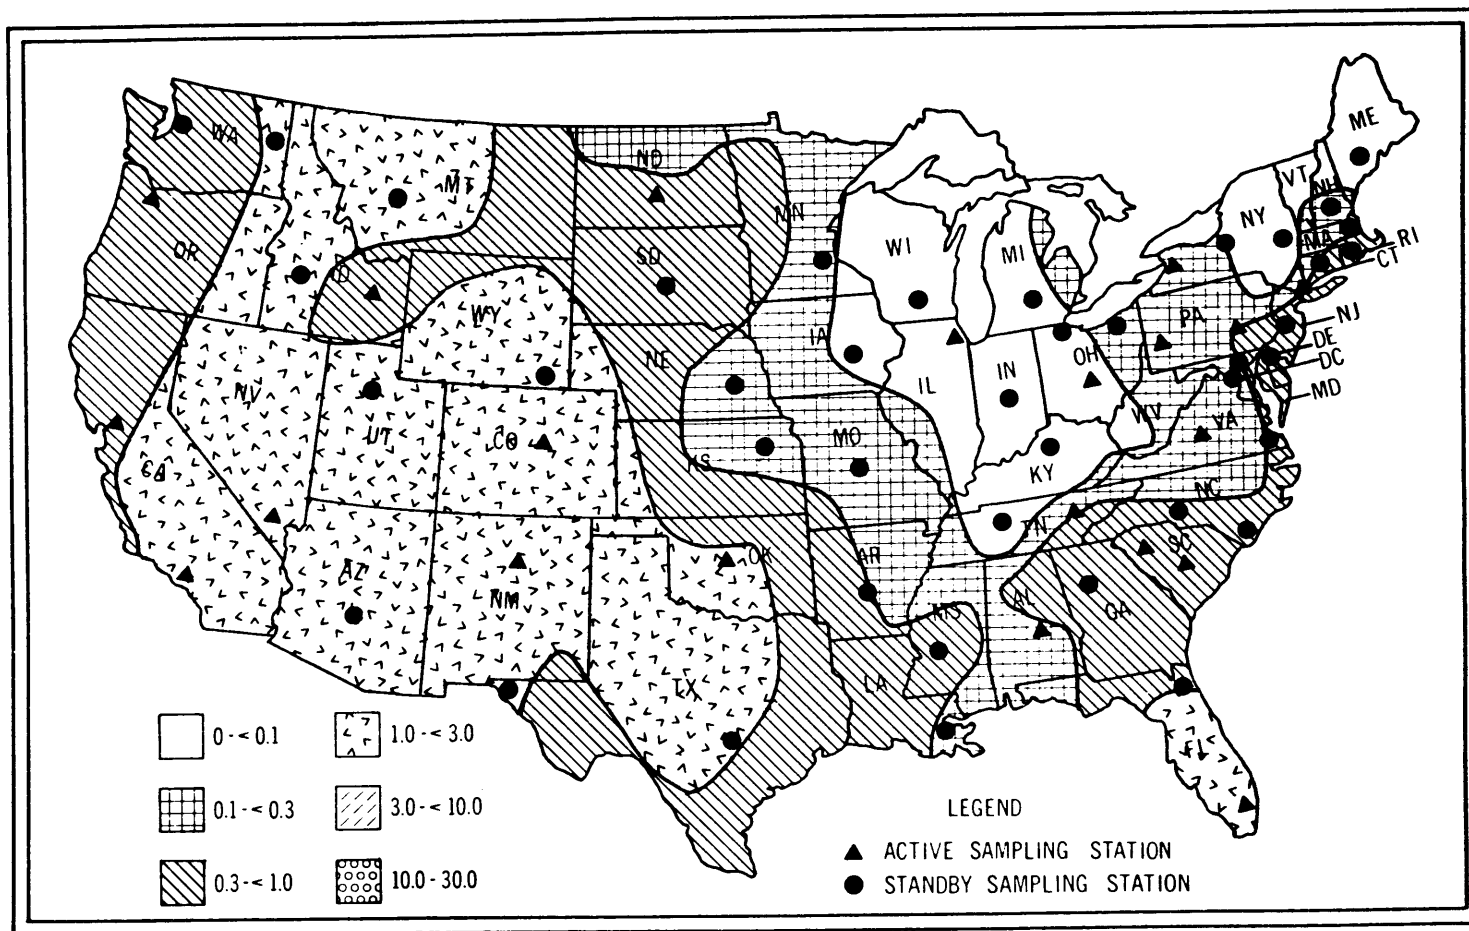 ME
WA
VT
NH
ND
MT
MN
NY
OR
WI
MI
MA
RI
CT
SD
ID
WY
PA
NJ
IA
NE
OH
DE
DC
NV
IL
IN
MD
WV
VA
UT
CO
MO
CA
KS
KY
NC
TN
OK
AR
SC
AZ
NM
AL
MS
GA
TX
LA
FL
0-<0.1
1.0-<3.0
0.1-<0.3
3.0-<10.0
0.3-<1.0
10.0-30.0
LEGEND
ACTIVE SAMPLING STATION
STANDBY SAMPLING STATION